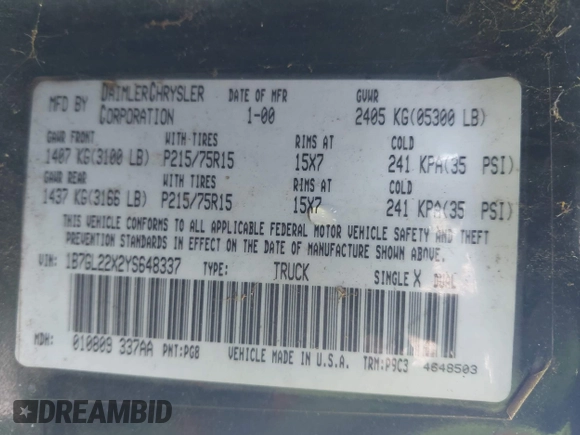 MFD BY DAIMLERCHRYSLER CORPORATION DATE OF MFR 1-00 GVWR 2405 KG(05300 LB)
GAWR FRONT WITH TIRES RIMS AT COLD
1407 KG(3100 LB) P215/75R15 15X7 241 KPA(35 PSI)
GAWR REAR WITH TIRES RIMS AT COLD
1437 KG(3166 LB) P215/75R15 15X7 241 KPA(35 PSI)
THIS VEHICLE CONFORMS TO ALL APPLICABLE FEDERAL MOTOR VEHICLE SAFETY AND THEFT
PREVENTION STANDARDS IN EFFECT ON THE DATE OF MANUFACTURE SHOWN ABOVE.
VIN: 1B7GL22X2YS648337 TYPE: TRUCK SINGLE X DUAL
MDH: 010809 337AA PNT:PGB VEHICLE MADE IN U.S.A. TRM:P9C3 4648503
DREAMBID